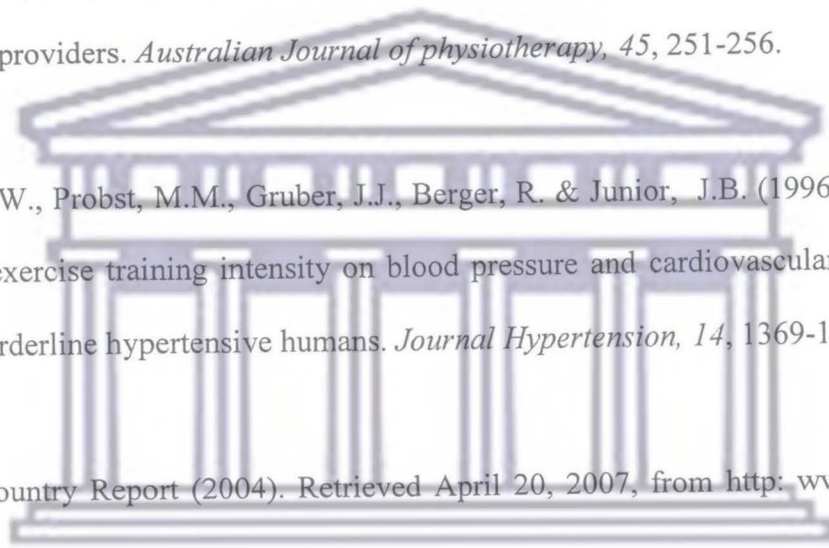 providers. Australian Journal of physiotherapy, 45, 251-256.
W., Probst, M.M., Gruber, J.J., Berger, R. & Junior, J.B. (1996
exercise training intensity on blood pressure and cardiovascular
rderline hypertensive humans. Journal Hypertension, 14, 1369-1
ountry Report (2004). Retrieved April 20, 2007, from http: wv